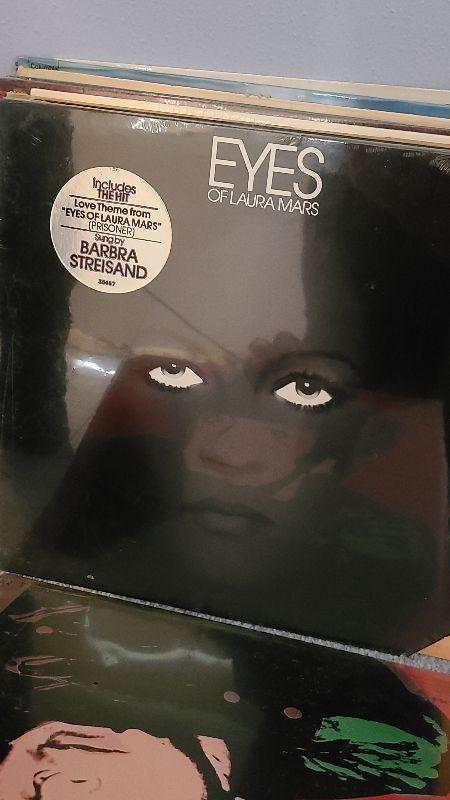 EYES
OF LAURA MARS
Includes
THE HIT
Love Theme from
"EYES OF LAURA MARS"
(PRISONER)
Sung by
BARBRA
STREISAND
35487